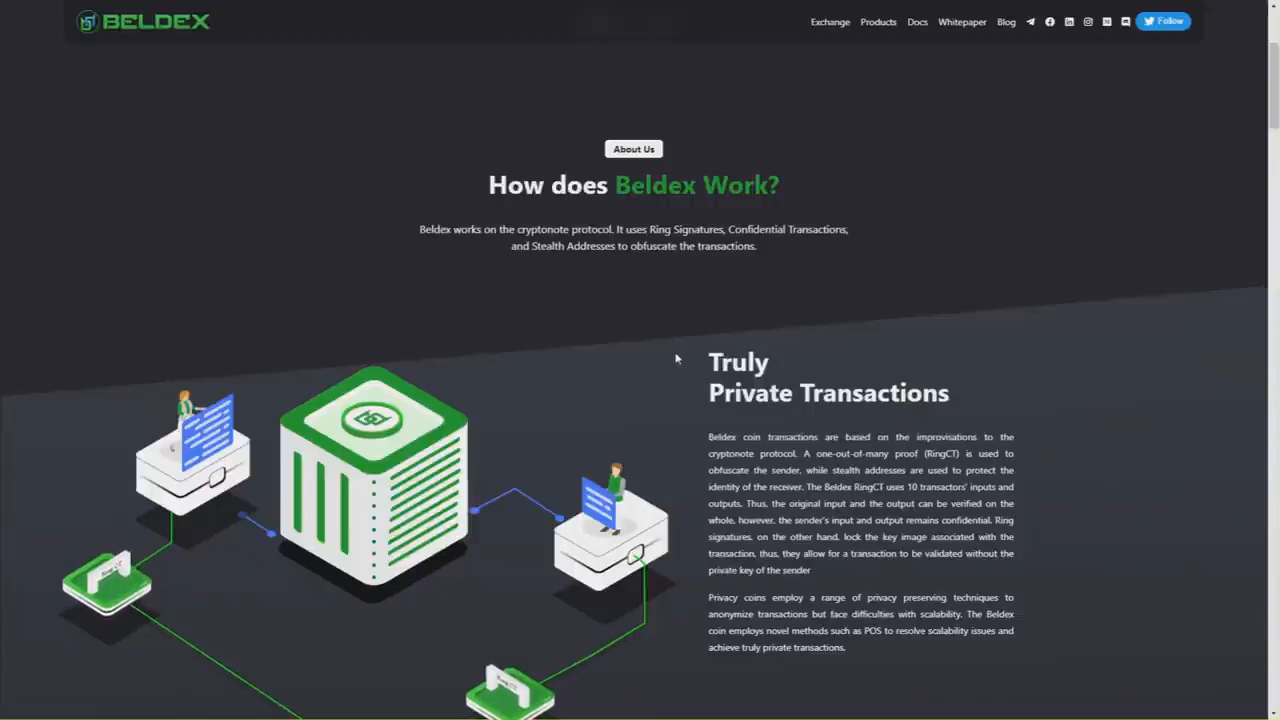 BELDEX
Exchange Products Docs Whitepaper Blog Follow
About Us
How does Beldex Work?
Beldex works on the cryptonote protocol. It uses Ring Signatures, Confidential Transactions,
and Stealth Addresses to obfuscate the transactions.
Truly
Private Transactions
Beldex coin transactions are based on the improvisations to the
cryptonote protocol. A one-out-of-many proof (RingCT) is used to
obfuscate the sender, while stealth addresses are used to protect the
identity of the receiver. The Beldex RingCT uses 10 transactors' inputs and
outputs. Thus, the original input and the output can be verified on the
whole, however, the sender's input and output remains confidential. Ring
signatures, on the other hand, lock the key image associated with the
transaction, thus, they allow for a transaction to be validated without the
private key of the sender
Privacy coins employ a range of privacy preserving techniques to
anonymize transactions but face difficulties with scalability. The Beldex
coin employs novel methods such as POS to resolve scalability issues and
achieve truly private transactions.